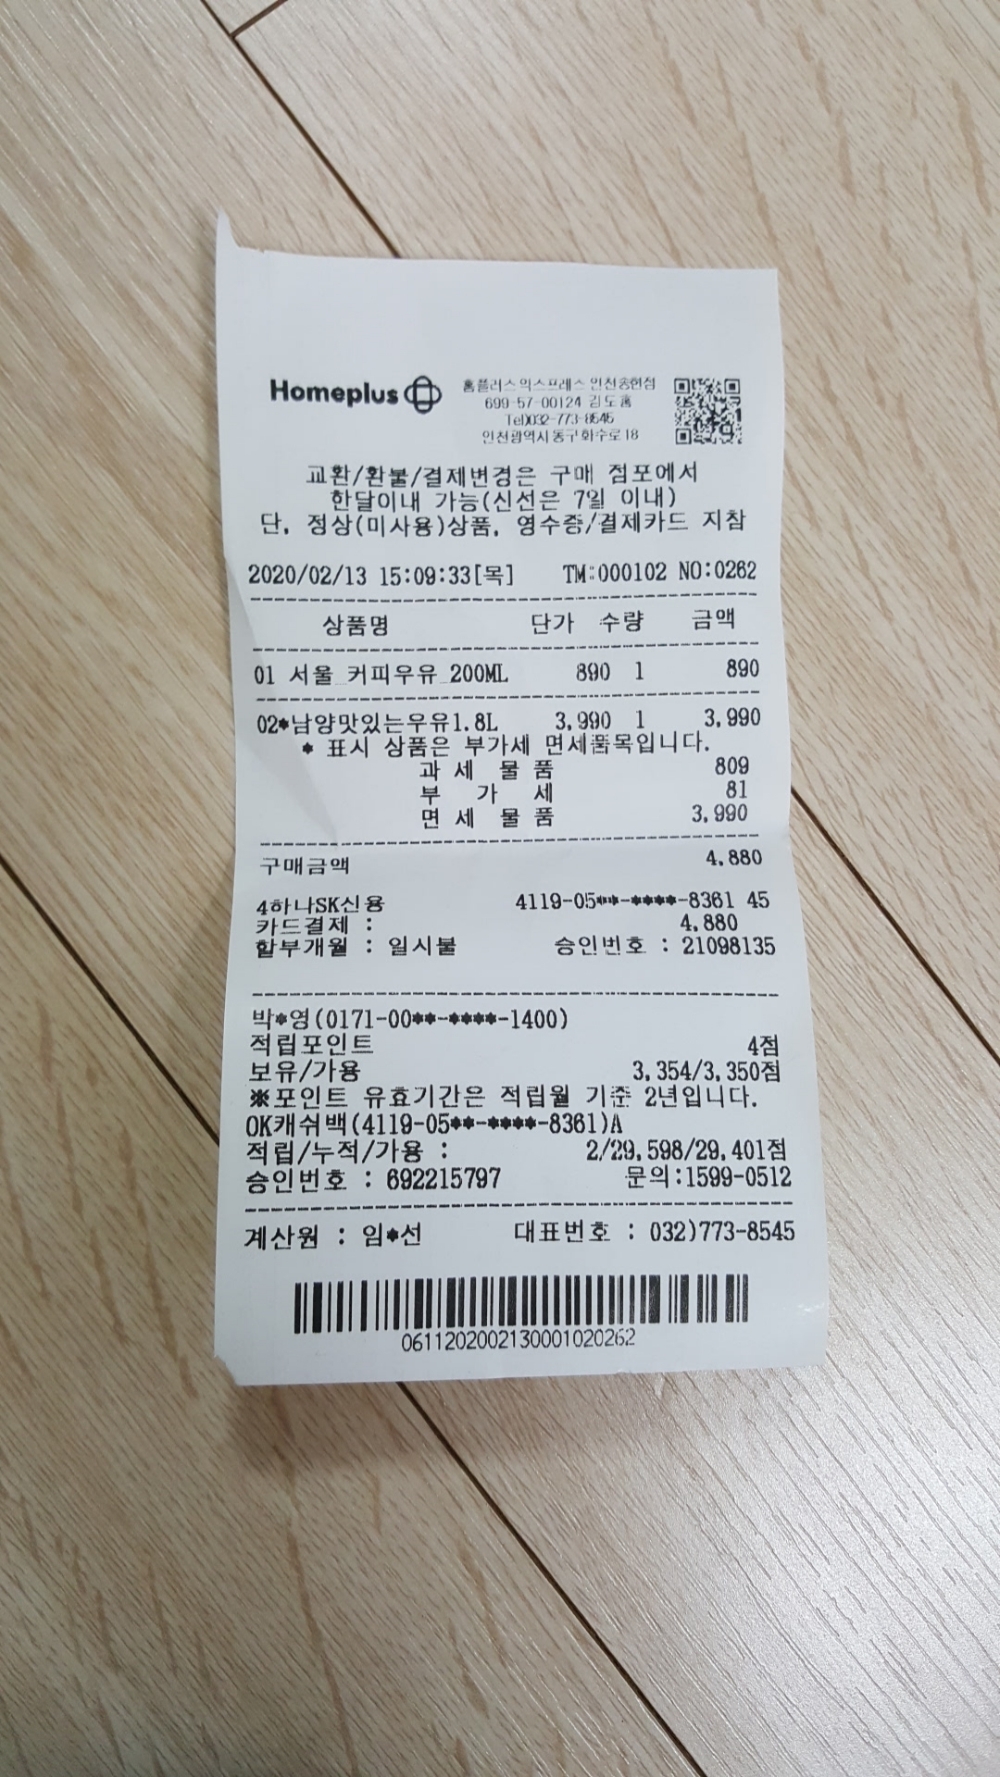 Homeplus
홈플러스 익스프레스 인천송현점
699-57-00124 김도홈
Tel)032-773-8545
인천광역시 동구 화수로 18
교환/환불/결제변경은 구매 점포에서
한달이내 가능(신선은 7일 이내)
단, 정상(미사용)상품, 영수증/결제카드 지참
2020/02/13 15:09:33[목] TM:000102 NO:0262
상품명 단가 수량 금액
01 서울 커피우유 200ML 890 1 890
02*남양맛있는우유1.8L 3,990 1 3,990
* 표시 상품은 부가세 면세품목입니다.
과 세 물 품 809
부 가 세 81
면 세 물 품 3,990
구매금액 4,880
4하나SK신용 4119-05**-****-8361 45
카드결제 : 4,880
할부개월 : 일시불 승인번호 : 21098135
박*영(0171-00**-****-1400)
적립포인트 4점
보유/가용 3,354/3,350점
※포인트 유효기간은 적립월 기준 2년입니다.
OK캐쉬백(4119-05**-****-8361)A
적립/누적/가용 : 2/29,598/29,401점
승인번호 : 692215797 문의:1599-0512
계산원 : 임*선 대표번호 : 032)773-8545
0611202002130001020262